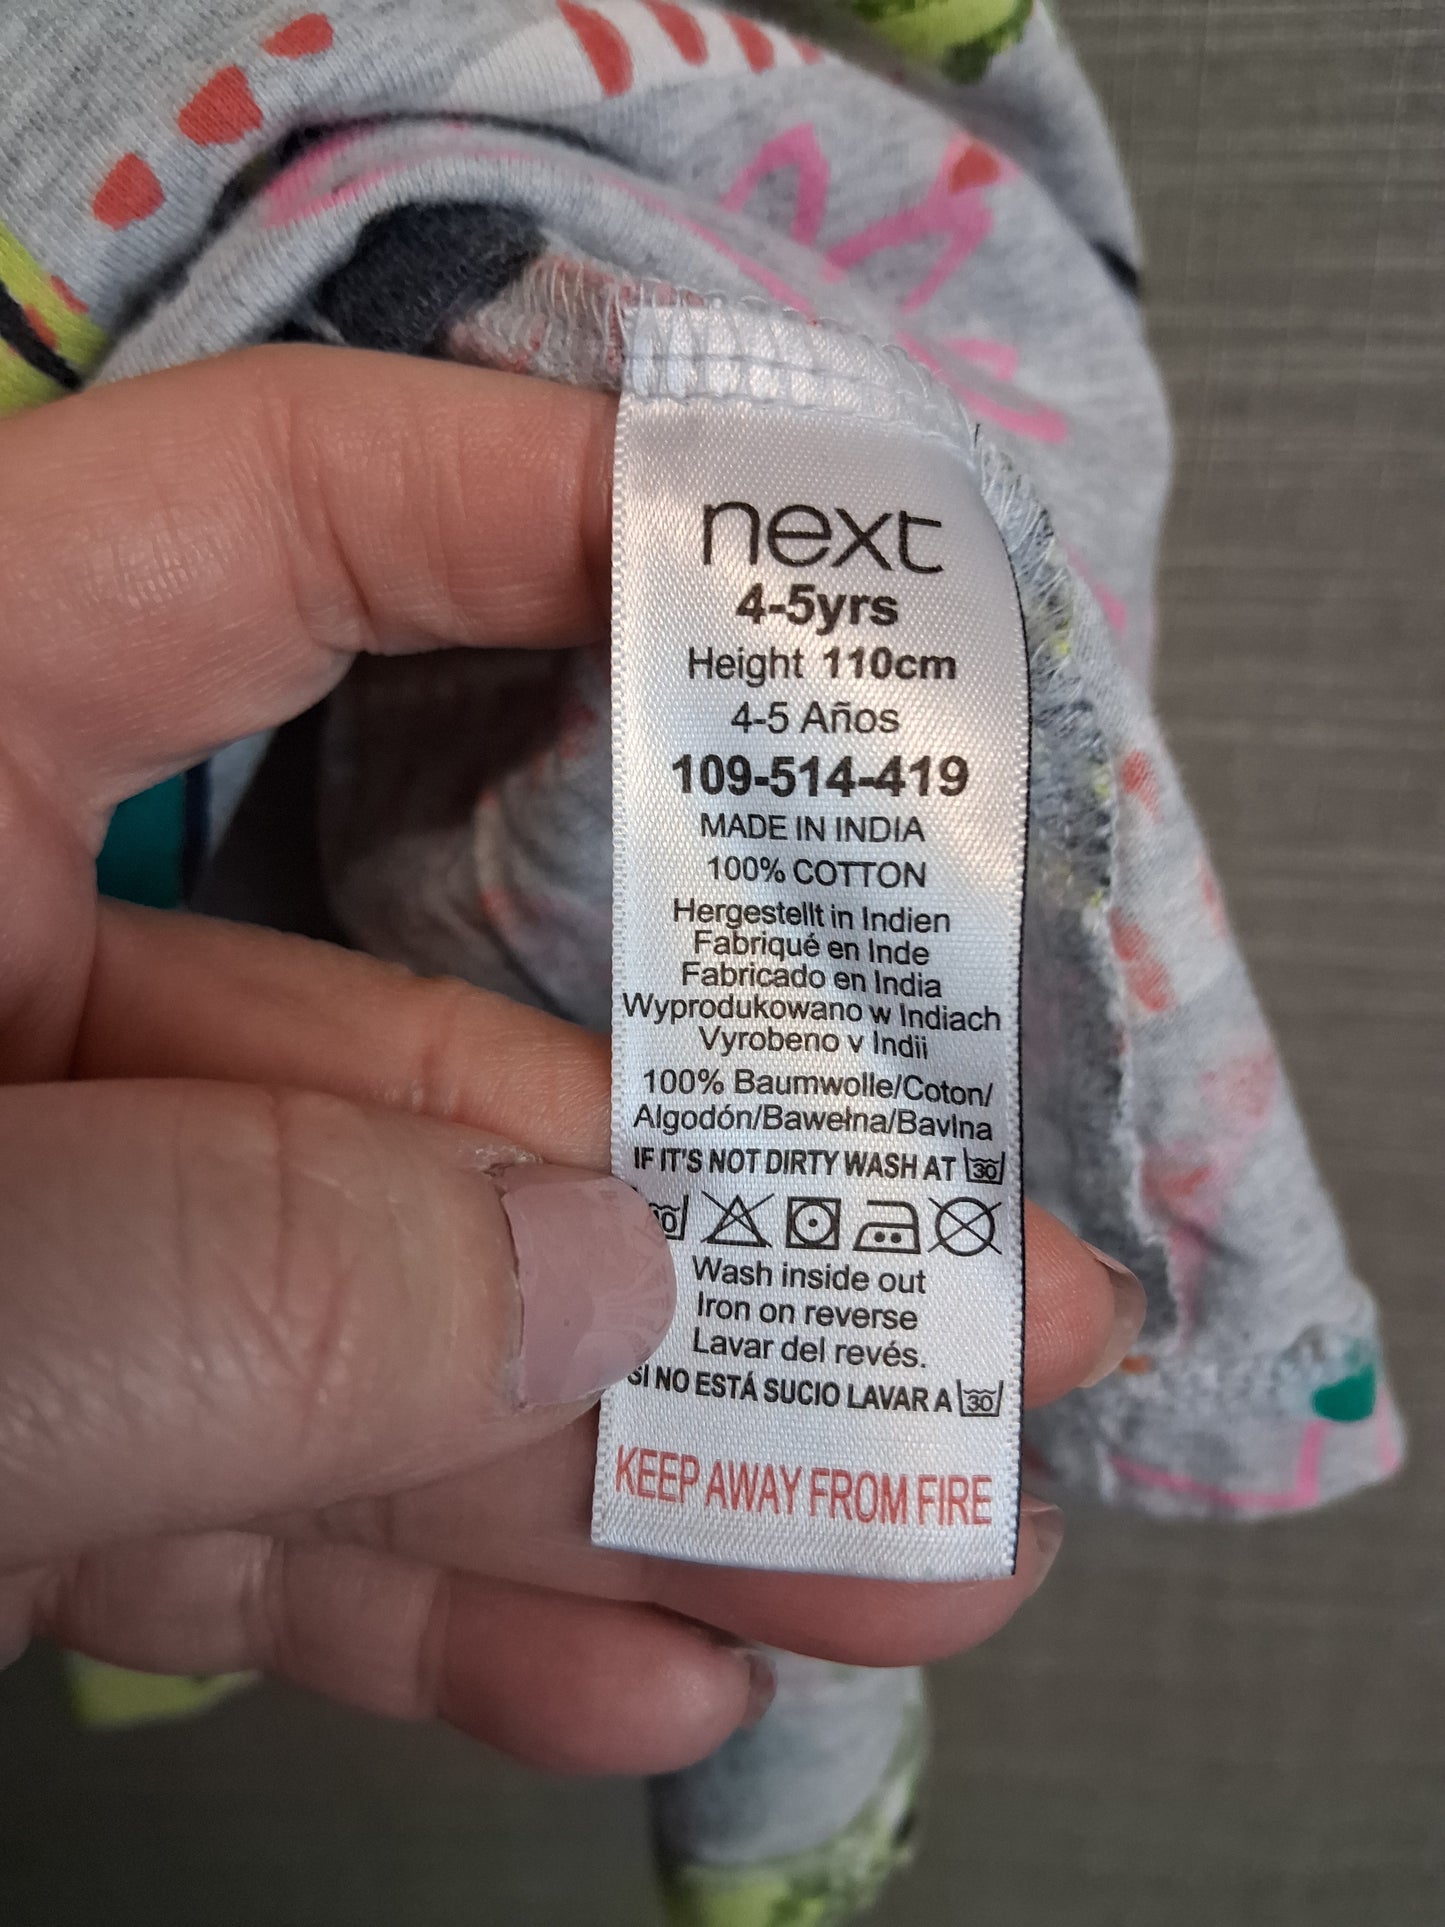 next
4-5yrs
Height 110cm
4-5 Años
109-514-419
MADE IN INDIA
100% COTTON
Hergestellt in Indien
Fabriqué en Inde
Fabricado en India
Wyprodukowano w Indiach
Vyrobeno v Indii
100% Baumwolle/Coton/
Algodón/Bawełna/Bavlna
IF IT'S NOT DIRTY WASH AT 30
Wash inside out
Iron on reverse
Lavar del revés.
SI NO ESTÁ SUCIO LAVAR A 30
KEEP AWAY FROM FIRE